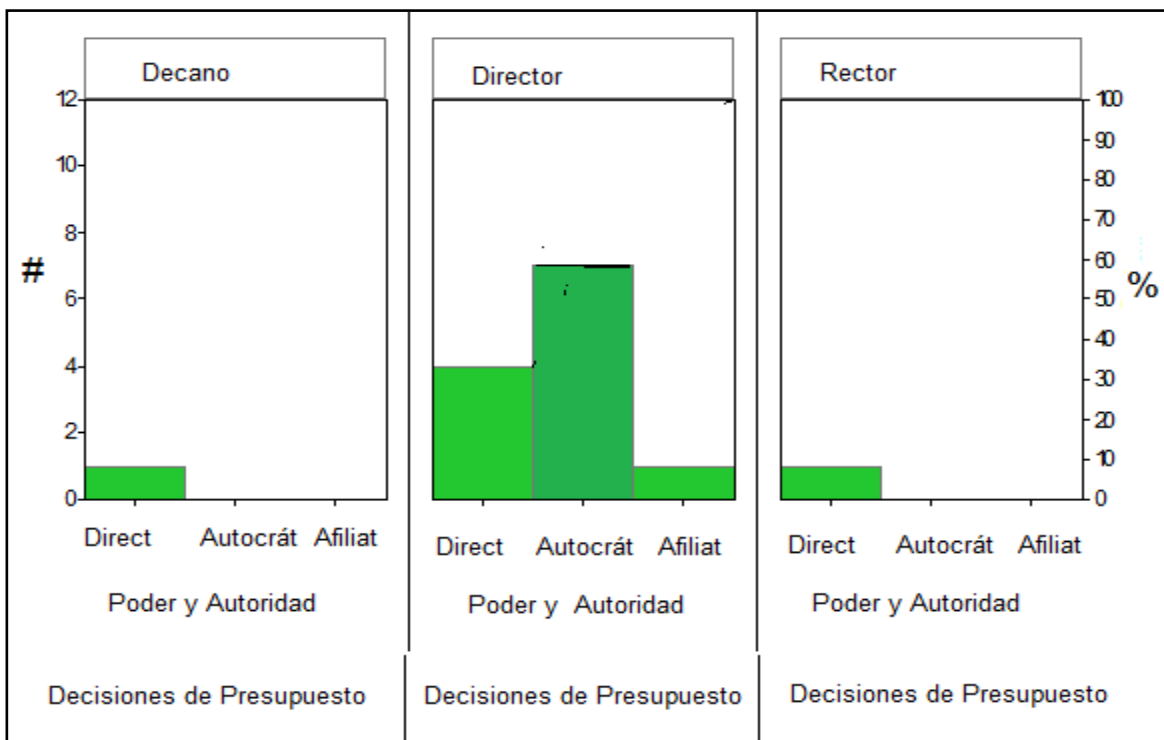 Decano
Director
Rector
12
10
8
6
4
2
0
#
100
90
80
70
60
50
40
30
20
10
0
%
Direct Autocrát Afiliat
Direct Autocrát Afiliat
Direct Autocrát Afiliat
Poder y Autoridad
Poder y Autoridad
Poder y Autoridad
Decisiones de Presupuesto
Decisiones de Presupuesto
Decisiones de Presupuesto